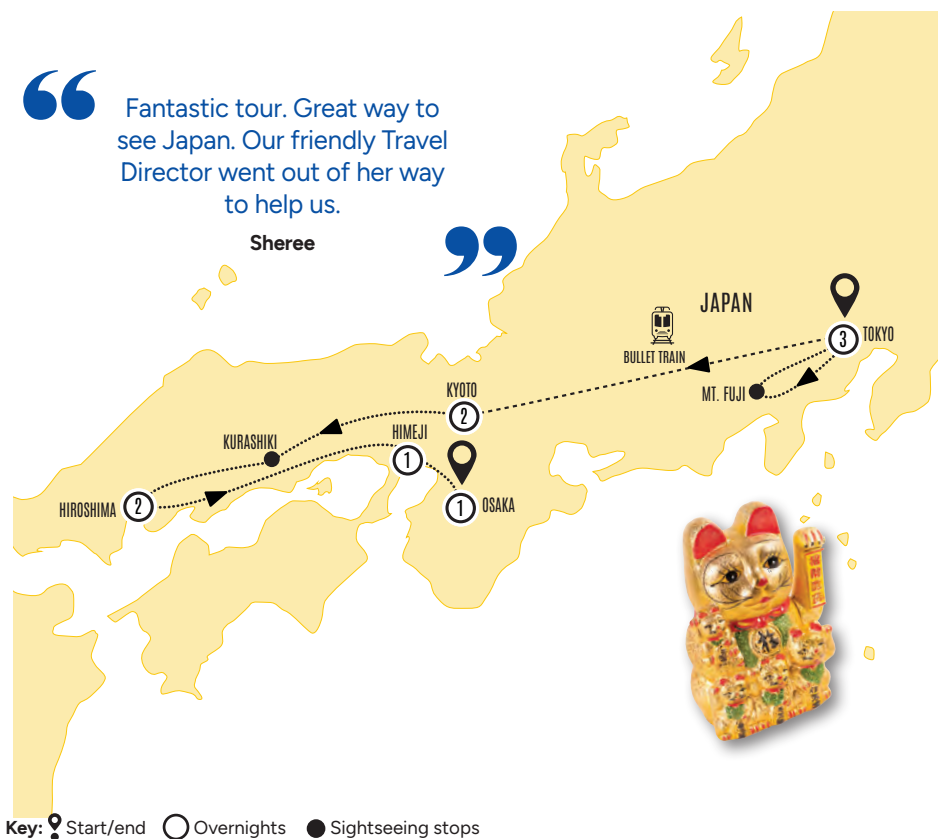 “
Fantastic tour. Great way to
see Japan. Our friendly Travel
Director went out of her way
to help us.
”
Sheree
JAPAN
3 TOKYO
BULLET TRAIN
MT. FUJI
KYOTO
2
HIMEJI
1
KURASHIKI
HIROSHIMA 2
1 OSAKA
Key: Start/end Overnights Sightseeing stops